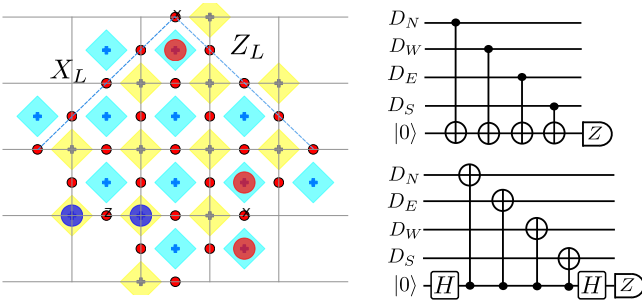 x
Z_L
X_L
z
x
D_N
D_W
D_E
D_S
|0⟩
Z
D_N
D_E
D_W
D_S
|0⟩ H H Z